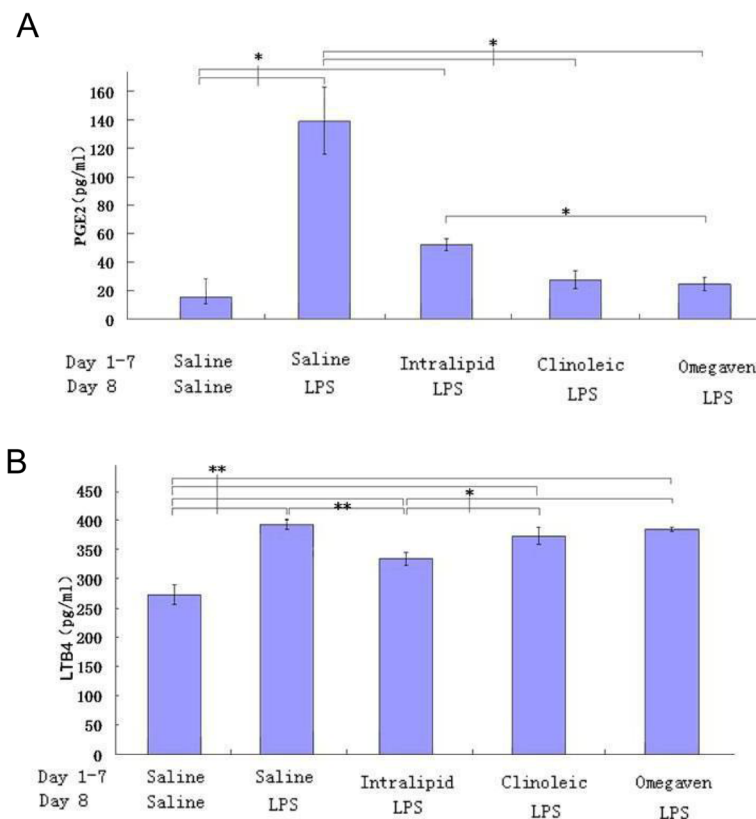 A
* *
160
140
120
100
80
60
40
20
0
PGE2(pg/ml)
*
Day 1-7 Saline Saline Intralipid Clinoleic Omegaven
Day 8 Saline LPS LPS LPS LPS
B
** ** *
450
400
350
300
250
200
150
100
50
0
LTB4(pg/ml)
Day 1-7 Saline Saline Intralipid Clinoleic Omegaven
Day 8 Saline LPS LPS LPS LPS